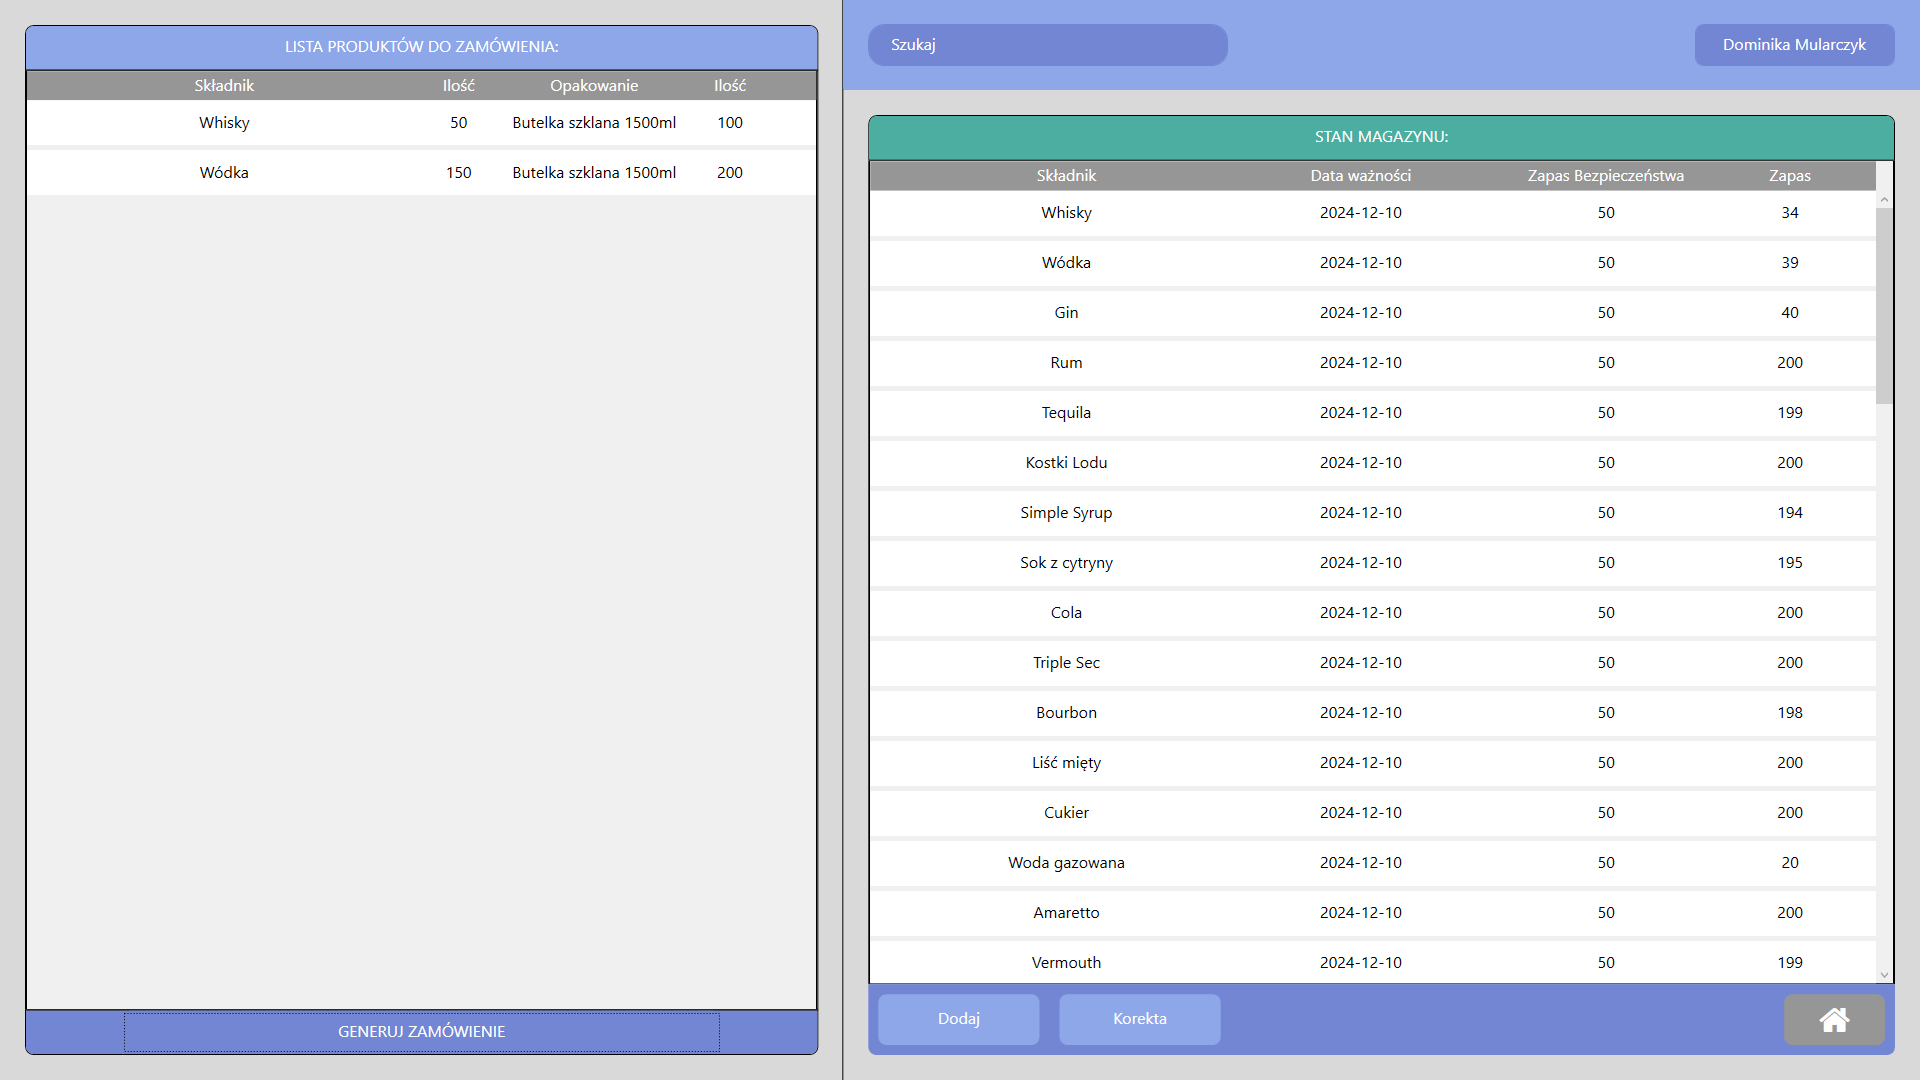 LISTA PRODUKTÓW DO ZAMÓWIENIA:
Składnik Ilość Opakowanie Ilość
Whisky 50 Butelka szklana 1500ml 100
Wódka 150 Butelka szklana 1500ml 200
GENERUJ ZAMÓWIENIE
Szukaj
Dominika Mularczyk
STAN MAGAZYNU:
Składnik Data ważności Zapas Bezpieczeństwa Zapas
Whisky 2024-12-10 50 34
Wódka 2024-12-10 50 39
Gin 2024-12-10 50 40
Rum 2024-12-10 50 200
Tequila 2024-12-10 50 199
Kostki Lodu 2024-12-10 50 200
Simple Syrup 2024-12-10 50 194
Sok z cytryny 2024-12-10 50 195
Cola 2024-12-10 50 200
Triple Sec 2024-12-10 50 200
Bourbon 2024-12-10 50 198
Liść mięty 2024-12-10 50 200
Cukier 2024-12-10 50 200
Woda gazowana 2024-12-10 50 20
Amaretto 2024-12-10 50 200
Vermouth 2024-12-10 50 199
Dodaj Korekta